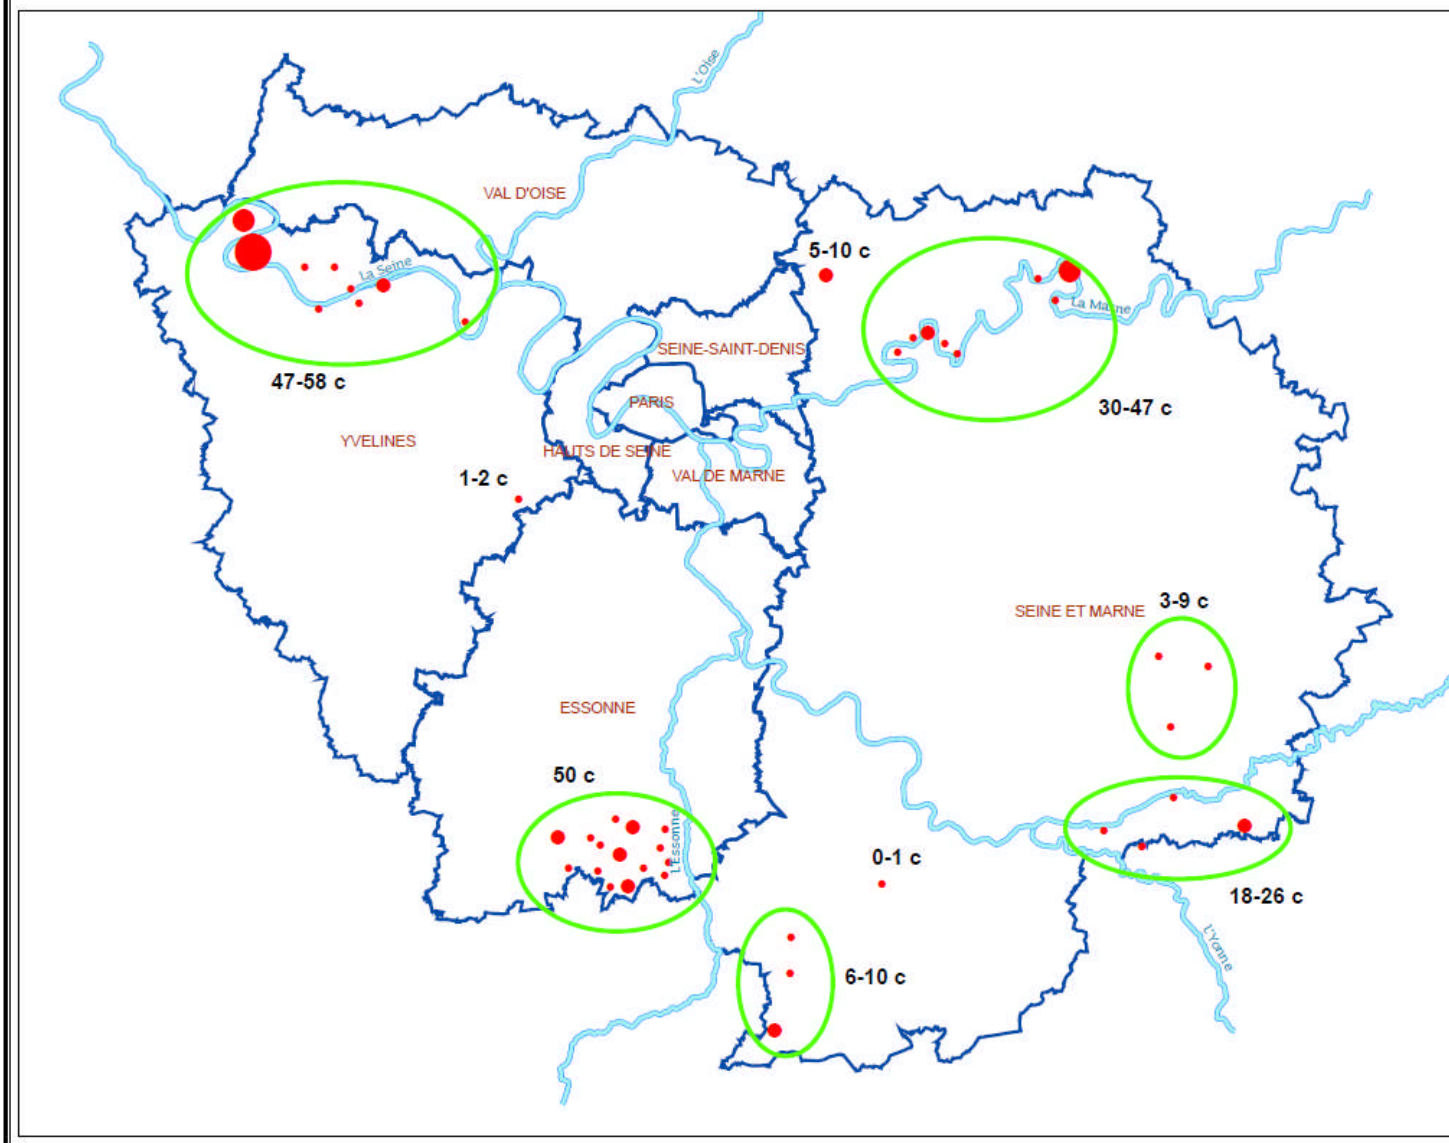 L'Oise
VAL D'OISE
5-10 c
La Seine
La Marne
SEINE-SAINT-DENIS
47-58 c
PARIS
30-47 c
YVELINES
HAUTS DE SEINE
1-2 c
VAL DE MARNE
3-9 c
SEINE ET MARNE
ESSONNE
50 c
L'Essonne
0-1 c
18-26 c
L'Yonne
6-10 c